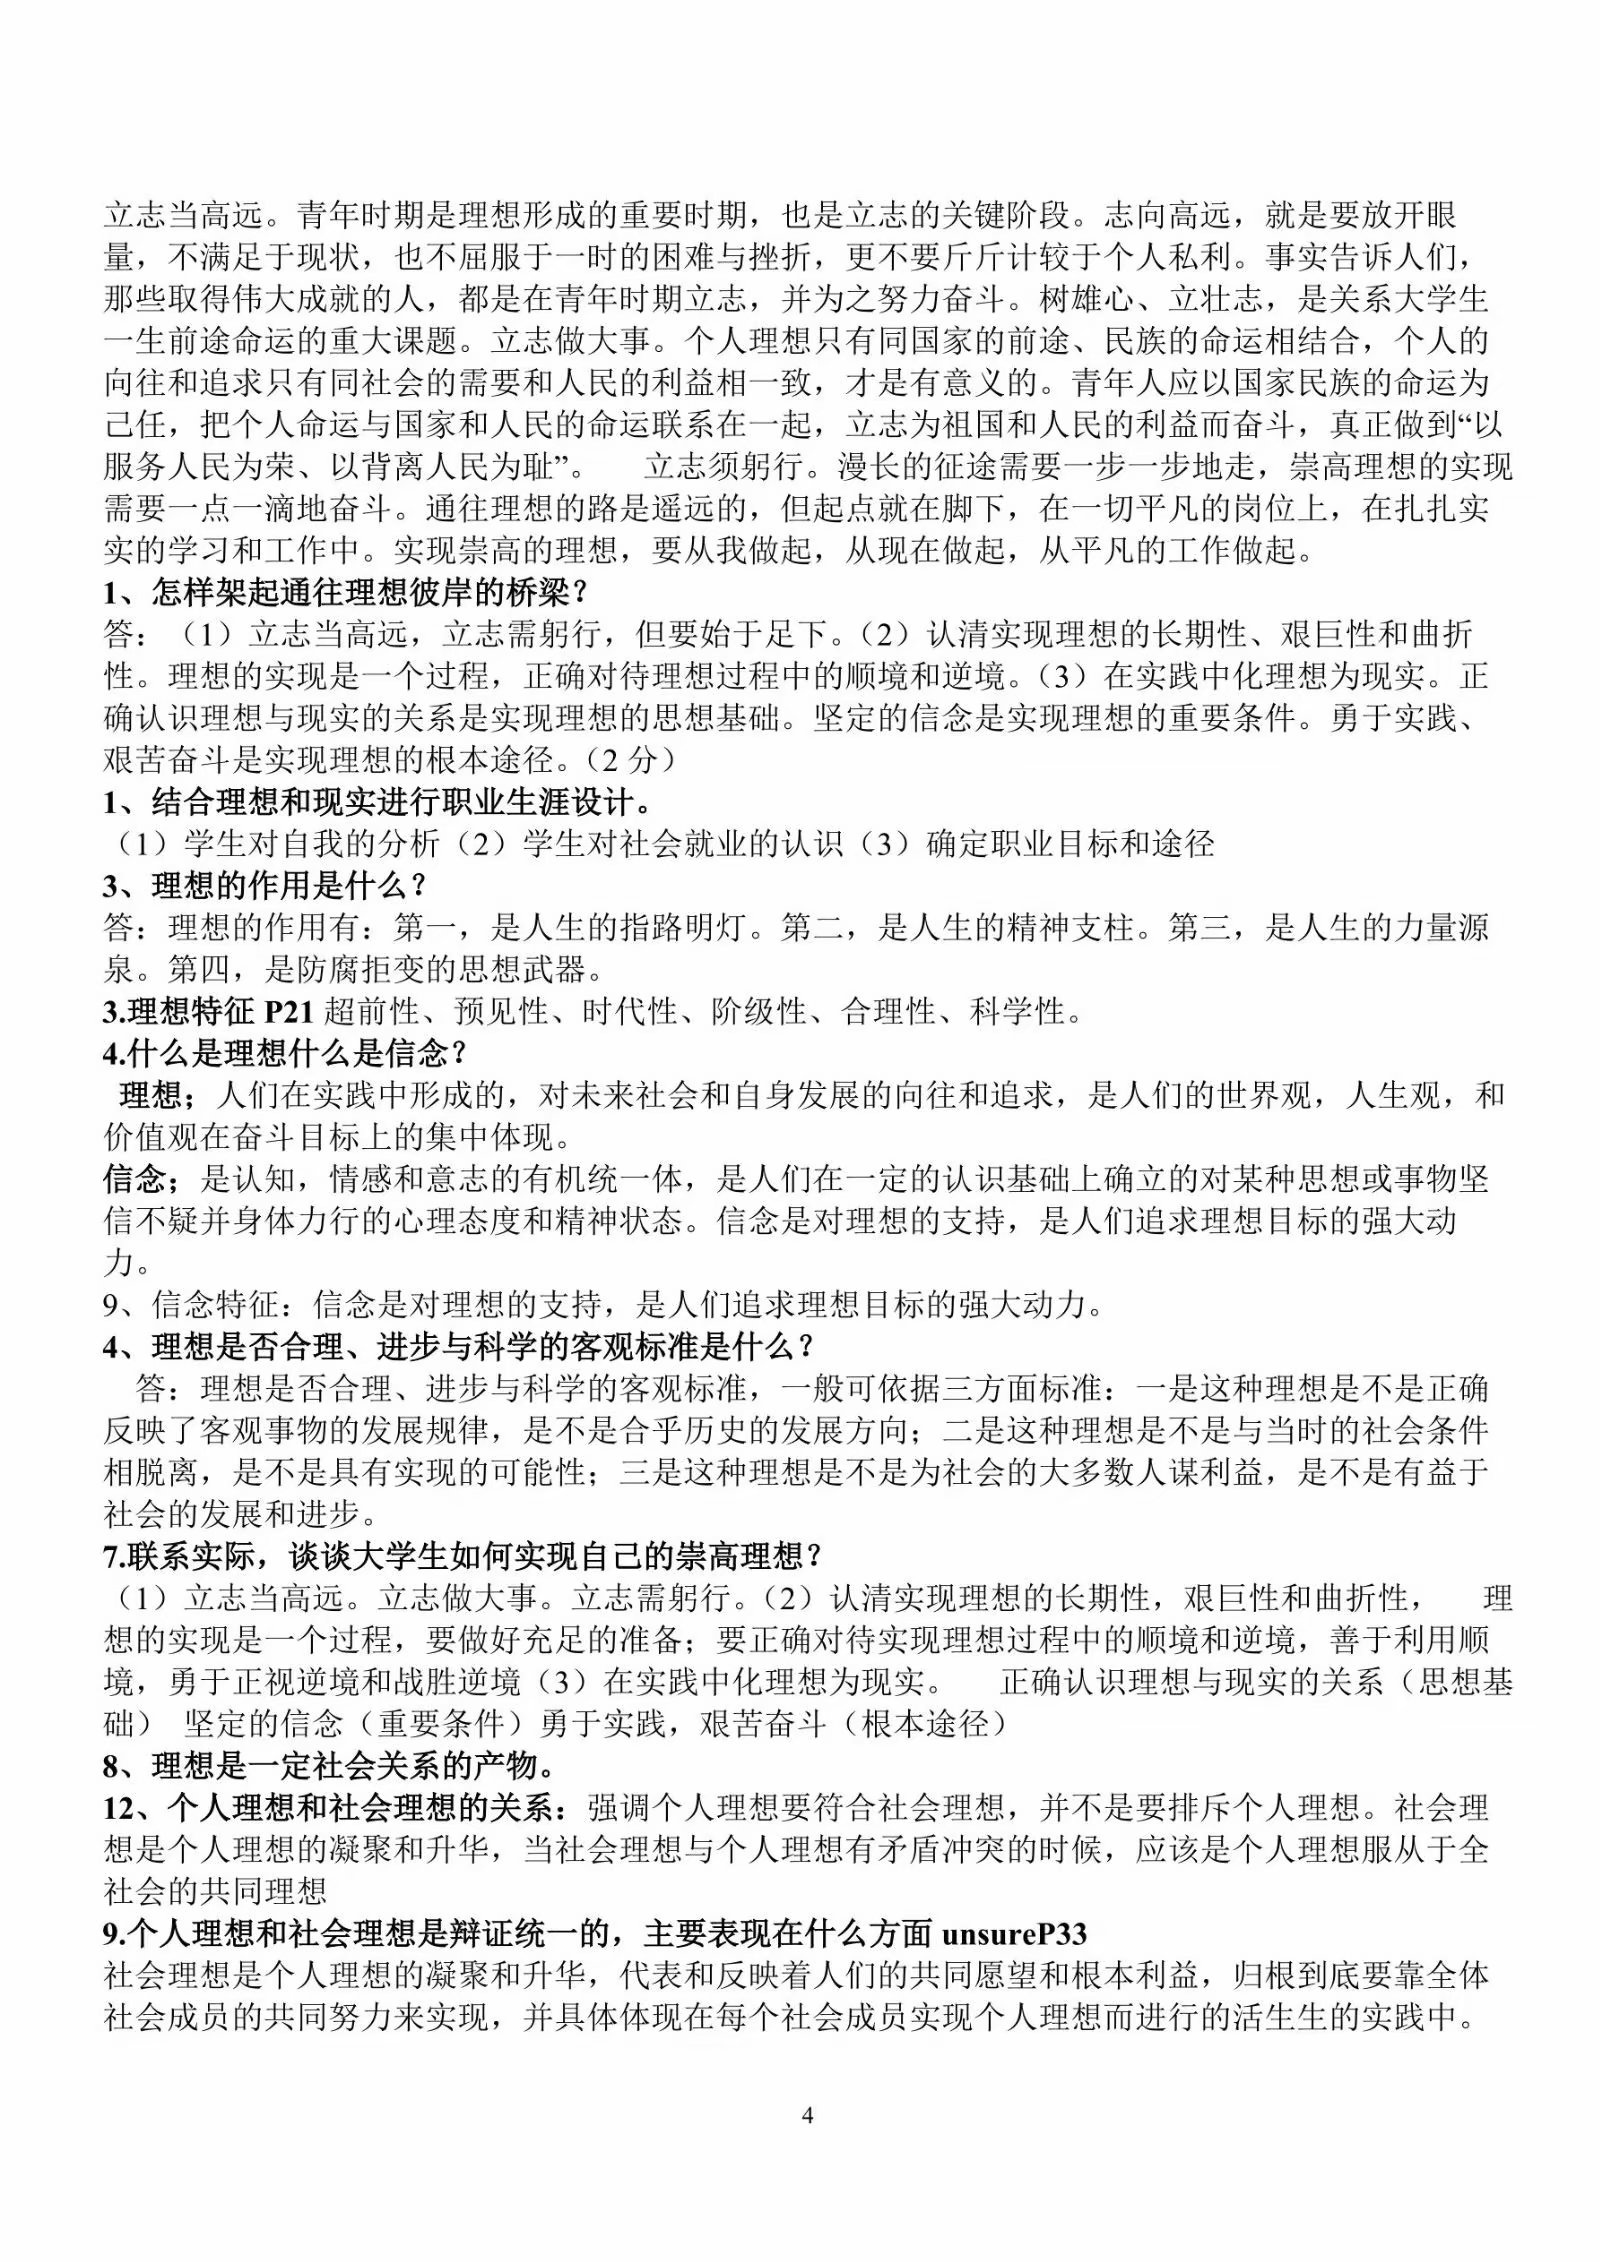 立志当高远。青年时期是理想形成的重要时期，也是立志的关键阶段。志向高远，就是要放开眼
量，不满足于现状，也不屈服于一时的困难与挫折，更不要斤斤计较于个人私利。事实告诉人们，
那些取得伟大成就的人，都是在青年时期立志，并为之努力奋斗。树雄心、立壮志，是关系大学生
一生前途命运的重大课题。立志做大事。个人理想只有同国家的前途、民族的命运相结合，个人的
向往和追求只有同社会的需要和人民的利益相一致，才是有意义的。青年人应以国家民族的命运为
己任，把个人命运与国家和人民的命运联系在一起，立志为祖国和人民的利益而奋斗，真正做到“以
服务人民为荣、以背离人民为耻”。　立志须躬行。漫长的征途需要一步一步地走，崇高理想的实现
需要一点一滴地奋斗。通往理想的路是遥远的，但起点就在脚下，在一切平凡的岗位上，在扎扎实
实的学习和工作中。实现崇高的理想，要从我做起，从现在做起，从平凡的工作做起。
1、怎样架起通往理想彼岸的桥梁？
答：（1）立志当高远，立志需躬行，但要始于足下。（2）认清实现理想的长期性、艰巨性和曲折
性。理想的实现是一个过程，正确对待理想过程中的顺境和逆境。（3）在实践中化理想为现实。正
确认识理想与现实的关系是实现理想的思想基础。坚定的信念是实现理想的重要条件。勇于实践、
艰苦奋斗是实现理想的根本途径。（2 分）
1、结合理想和现实进行职业生涯设计。
（1）学生对自我的分析（2）学生对社会就业的认识（3）确定职业目标和途径
3、理想的作用是什么？
答：理想的作用有：第一，是人生的指路明灯。第二，是人生的精神支柱。第三，是人生的力量源
泉。第四，是防腐拒变的思想武器。
3.理想特征 P21 超前性、预见性、时代性、阶级性、合理性、科学性。
4.什么是理想什么是信念？
理想；人们在实践中形成的，对未来社会和自身发展的向往和追求，是人们的世界观，人生观，和
价值观在奋斗目标上的集中体现。
信念；是认知，情感和意志的有机统一体，是人们在一定的认识基础上确立的对某种思想或事物坚
信不疑并身体力行的心理态度和精神状态。信念是对理想的支持，是人们追求理想目标的强大动
力。
9、信念特征：信念是对理想的支持，是人们追求理想目标的强大动力。
4、理想是否合理、进步与科学的客观标准是什么？
答：理想是否合理、进步与科学的客观标准，一般可依据三方面标准：一是这种理想是不是正确
反映了客观事物的发展规律，是不是合乎历史的发展方向；二是这种理想是不是与当时的社会条件
相脱离，是不是具有实现的可能性；三是这种理想是不是为社会的大多数人谋利益，是不是有益于
社会的发展和进步。
7.联系实际，谈谈大学生如何实现自己的崇高理想？
（1）立志当高远。立志做大事。立志需躬行。（2）认清实现理想的长期性，艰巨性和曲折性，　理
想的实现是一个过程，要做好充足的准备；要正确对待实现理想过程中的顺境和逆境，善于利用顺
境，勇于正视逆境和战胜逆境（3）在实践中化理想为现实。　正确认识理想与现实的关系（思想基
础） 坚定的信念（重要条件）勇于实践，艰苦奋斗（根本途径）
8、理想是一定社会关系的产物。
12、个人理想和社会理想的关系：强调个人理想要符合社会理想，并不是要排斥个人理想。社会理
想是个人理想的凝聚和升华，当社会理想与个人理想有矛盾冲突的时候，应该是个人理想服从于全
社会的共同理想
9.个人理想和社会理想是辩证统一的，主要表现在什么方面 unsureP33
社会理想是个人理想的凝聚和升华，代表和反映着人们的共同愿望和根本利益，归根到底要靠全体
社会成员的共同努力来实现，并具体体现在每个社会成员实现个人理想而进行的活生生的实践中。
4